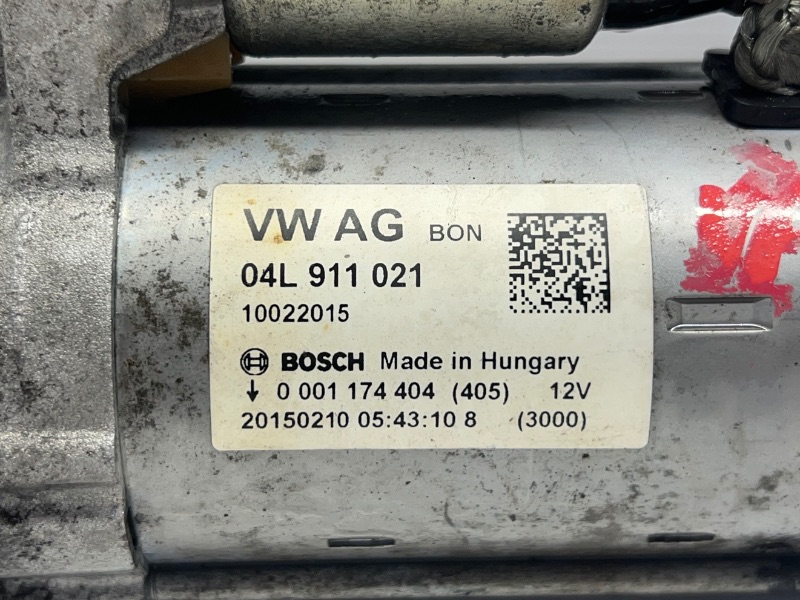 VW AG BON
04L 911 021
10022015
BOSCH Made in Hungary
0 001 174 404 (405) 12V
20150210 05:43:10 8 (3000)